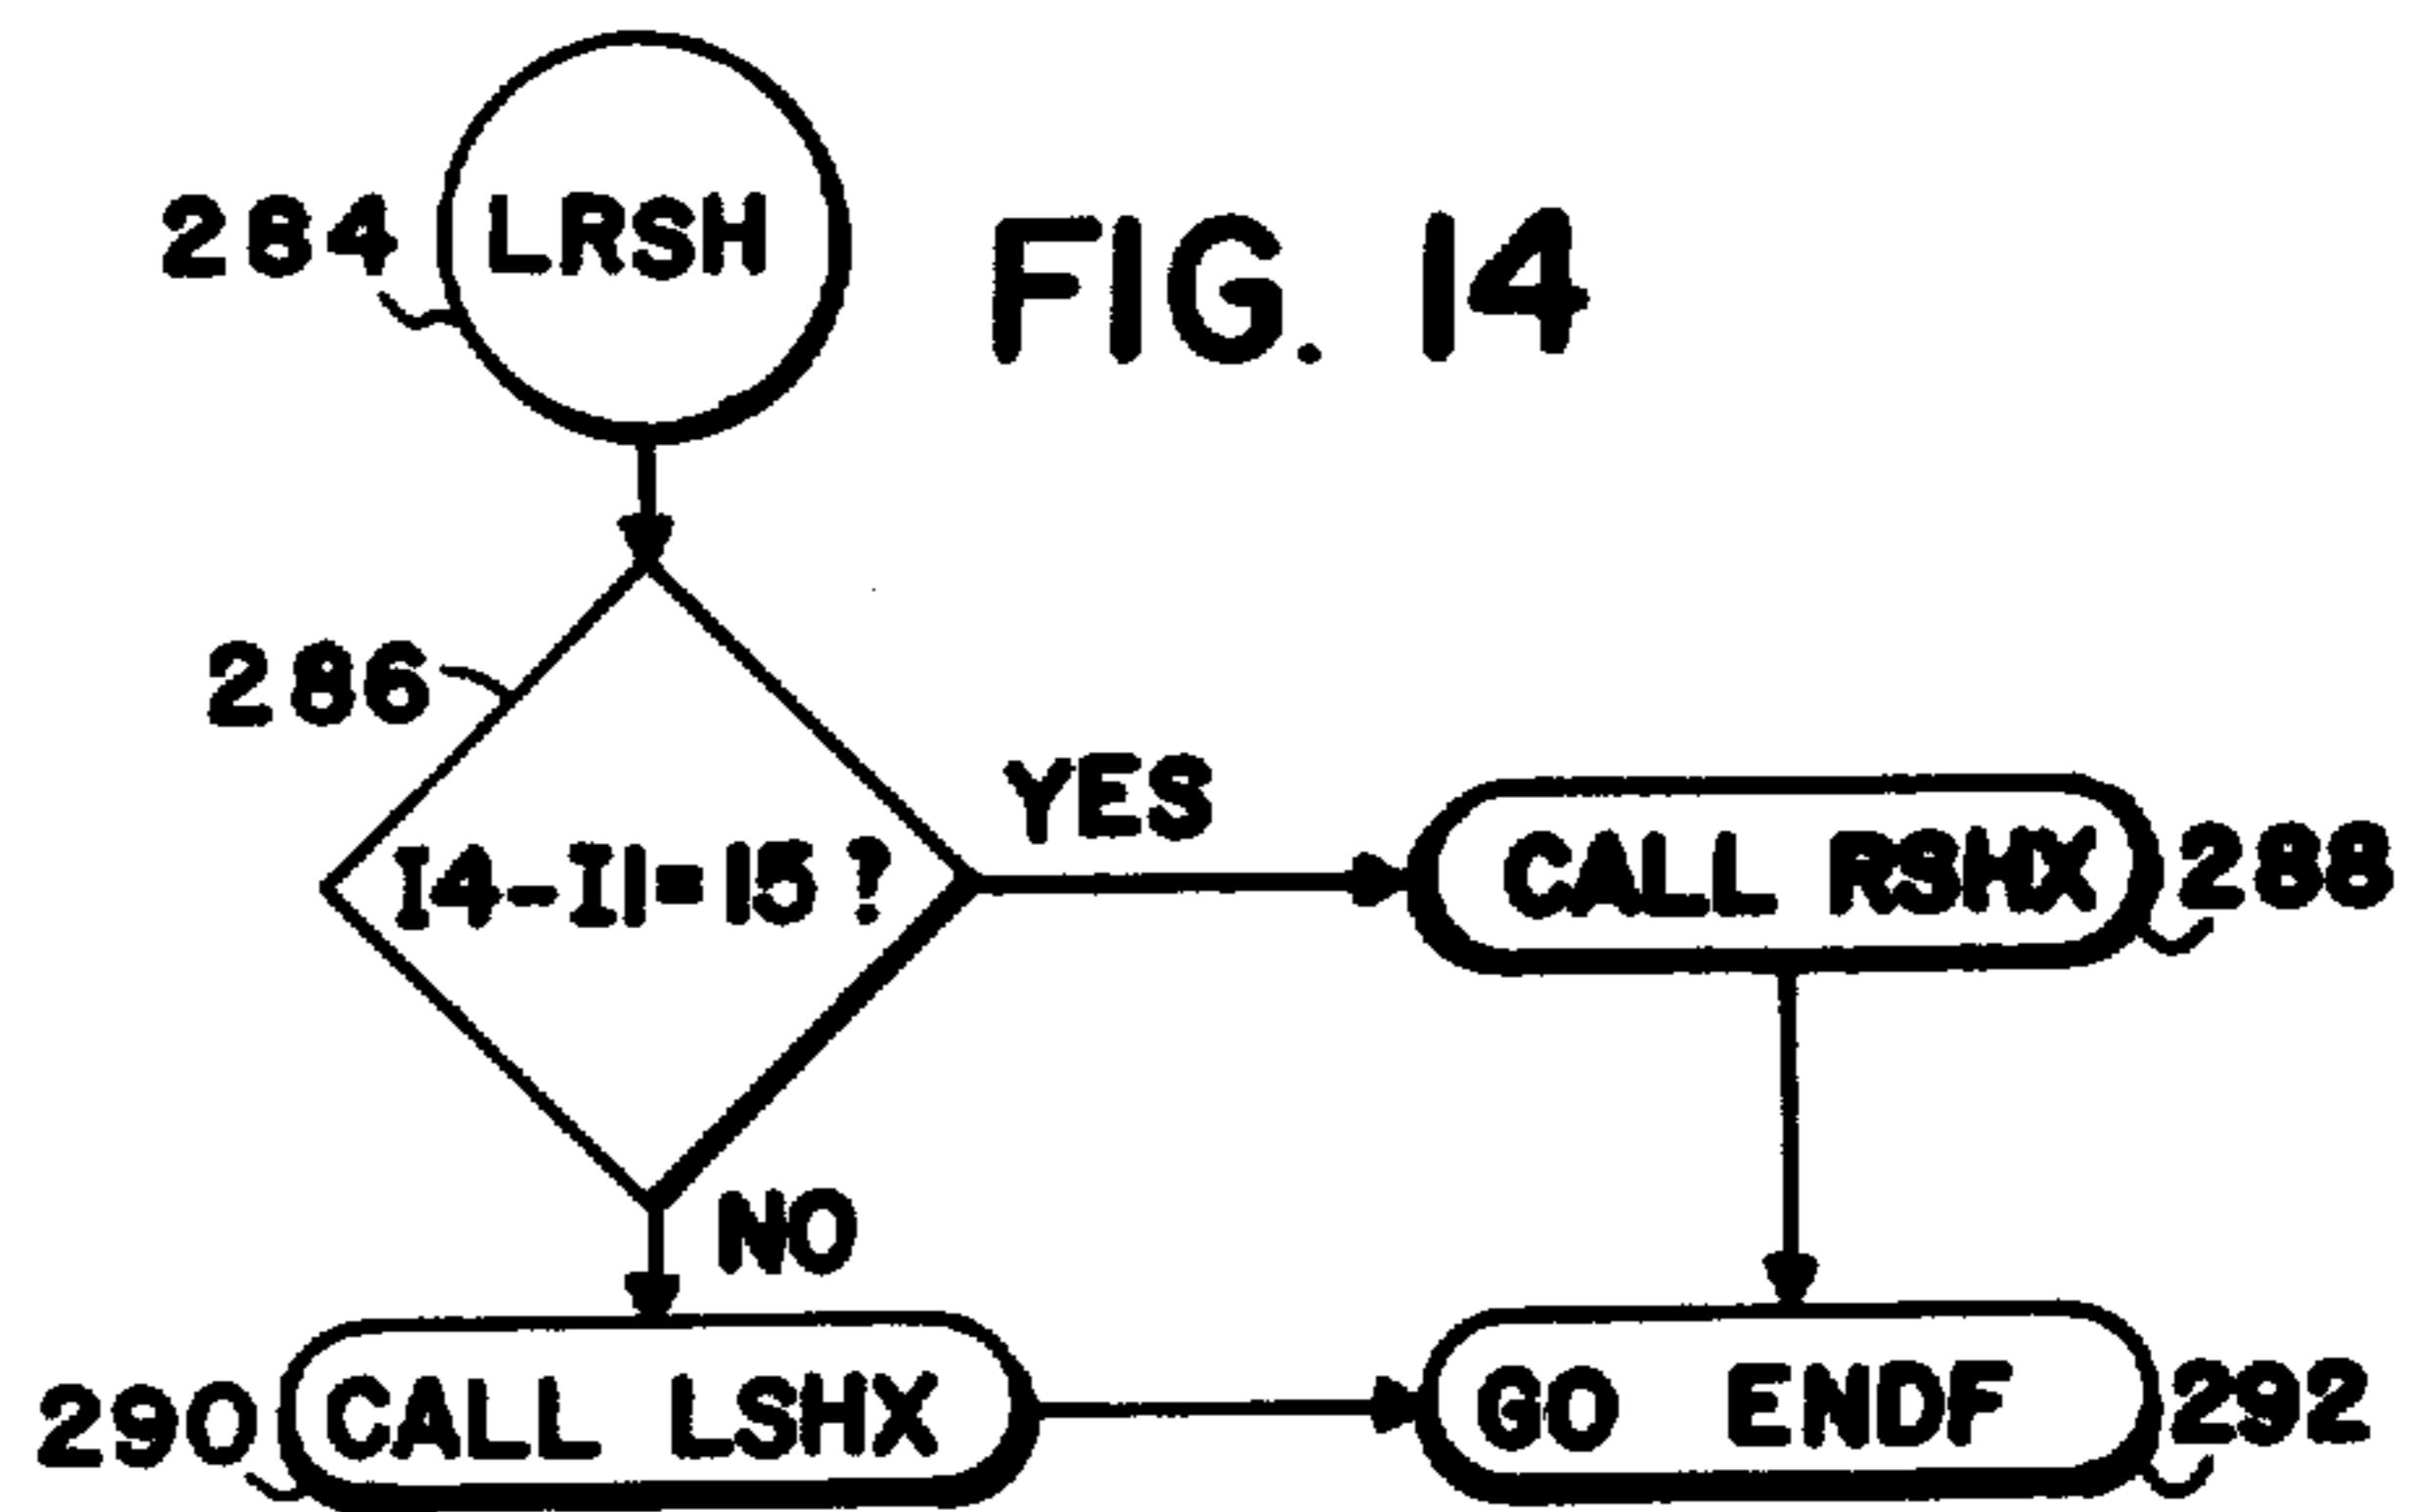 284 LRSH
FIG. 14
286
YES
I4-I1=15?
CALL RSHX 288
NO
290 CALL LSHX
GO ENDF 292